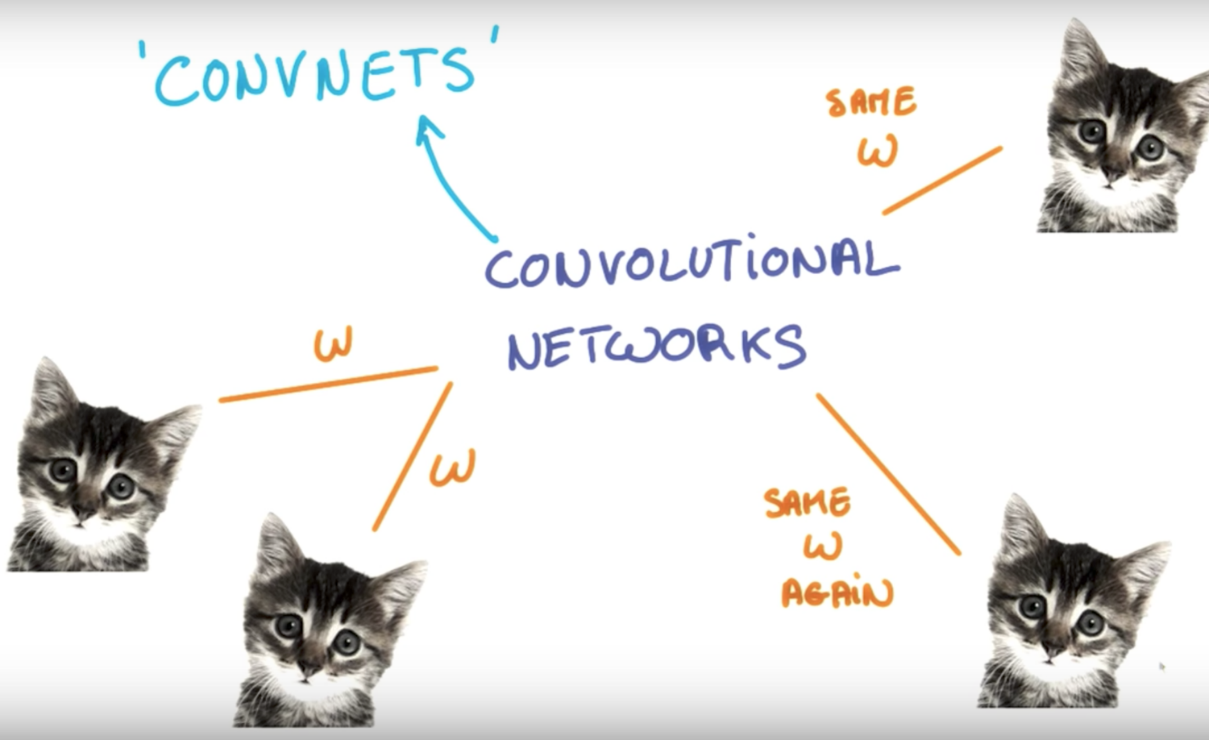 'CONVNETS'
SAME
W
CONVOLUTIONAL
NETWORKS
W
W
SAME
W
AGAIN